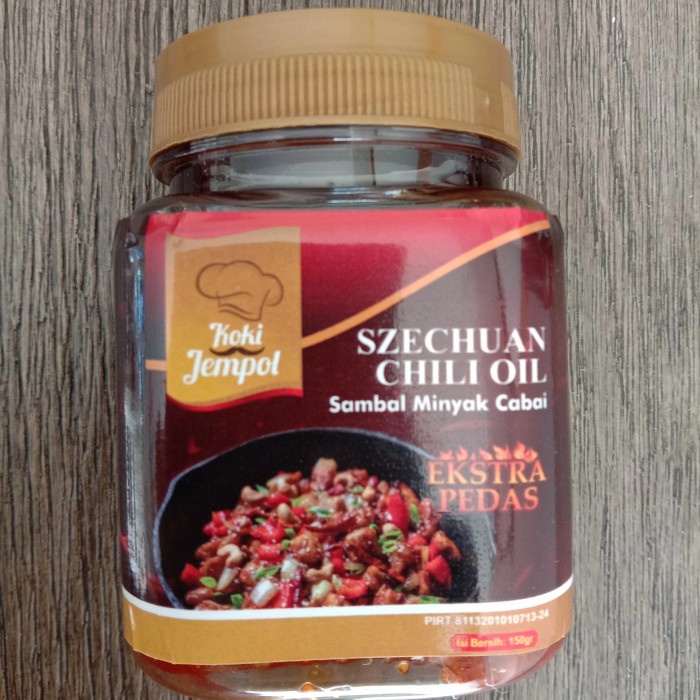 Koki
Jempol
SZECHUAN
CHILI OIL
Sambal Minyak Cabai
EKSTRA
PEDAS
PIRT 8113201010713-24
Isi Bersih: 150gr